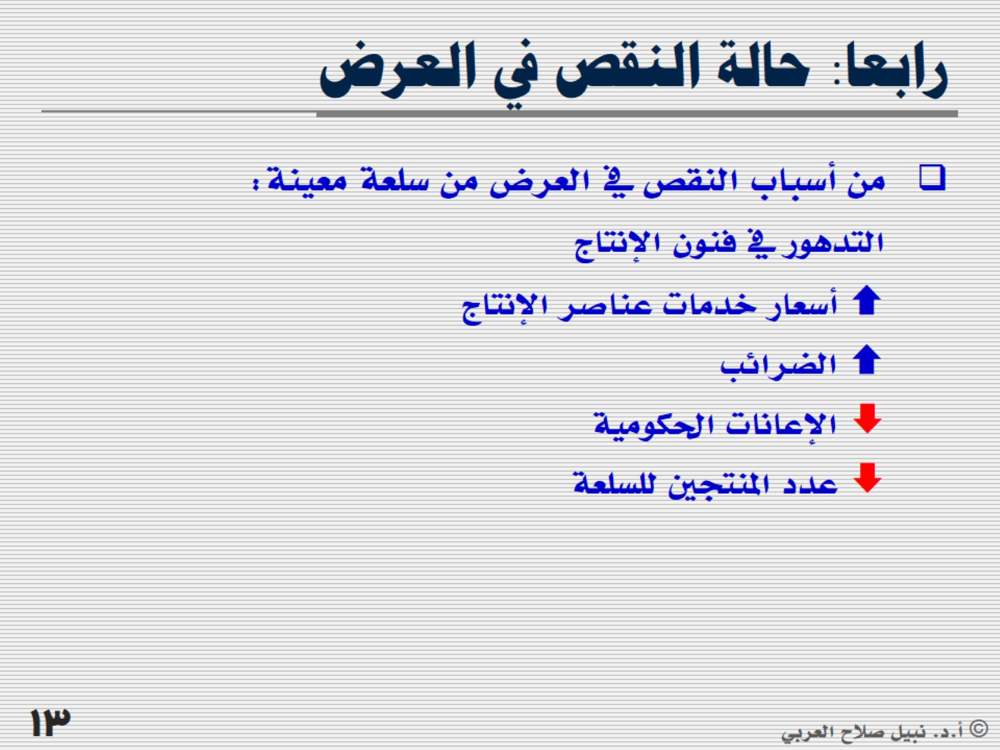 رابعا: حالة النقص في العرض
❑ من أسباب النقص في العرض من سلعة معينة:
التدهور في فنون الإنتاج
⬆ أسعار خدمات عناصر الإنتاج
⬆ الضرائب
⬇ الإعانات الحكومية
⬇ عدد المنتجين للسلعة
© أ.د. نبيل صلاح العربي
١٣